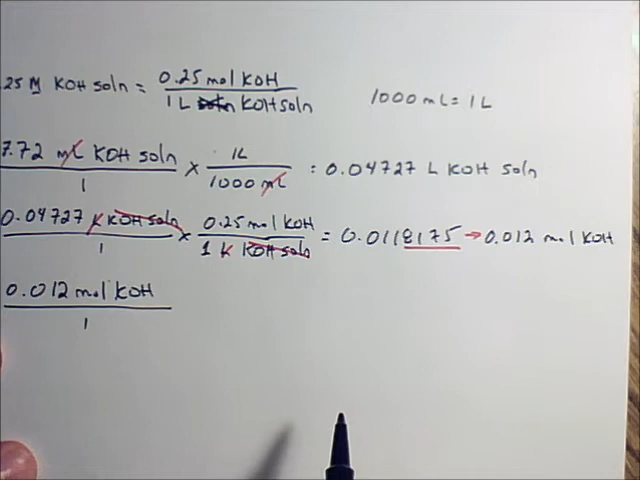 .25 M KOH soln = 0.25 mol KOH / 1 L KOH soln
1000 mL = 1L
7.72 mL KOH soln / 1 × 1L / 1000 mL = 0.04727 L KOH soln
0.04727 L KOH soln / 1 × 0.25 mol KOH / 1 L KOH soln = 0.0118175 → 0.012 mol KOH
0.012 mol KOH / 1